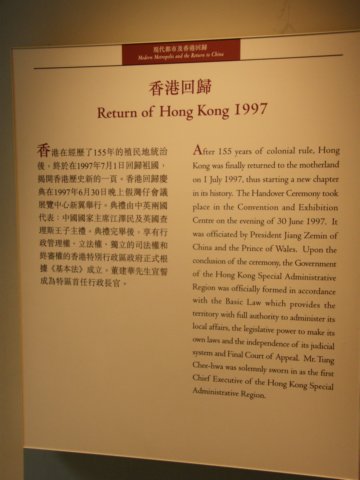 現代都市及香港回歸
Modern Metropolis and the Return to China
香港回歸
Return of Hong Kong 1997
香港在經歷了155年的殖民地統治
後，終於在1997年7月1日回歸祖國，
揭開香港歷史新的一頁。香港回歸慶
典在1997年6月30日晚上假灣仔會議
展覽中心新翼舉行。典禮由中英兩國
代表：中國國家主席江澤民及英國查
理斯王子主禮。典禮完畢後，享有行
政管理權、立法權、獨立的司法權和
終審權的香港特別行政區政府正式根
據《基本法》成立，董建華先生宣誓
成為特區首任行政長官。
After 155 years of colonial rule, Hong
Kong was finally returned to the motherland
on 1 July 1997, thus starting a new chapter
in its history. The Handover Ceremony took
place in the Convention and Exhibition
Centre on the evening of 30 June 1997. It
was officiated by President Jiang Zemin of
China and the Prince of Wales. Upon the
conclusion of the ceremony, the Government
of the Hong Kong Special Administrative
Region was officially formed in accordance
with the Basic Law which provides the
territory with full authority to administer its
local affairs, the legislative power to make its
own laws and the independence of its judicial
system and Final Court of Appeal. Mr. Tung
Chee-hwa was solemnly sworn in as the first
Chief Executive of the Hong Kong Special
Administrative Region.